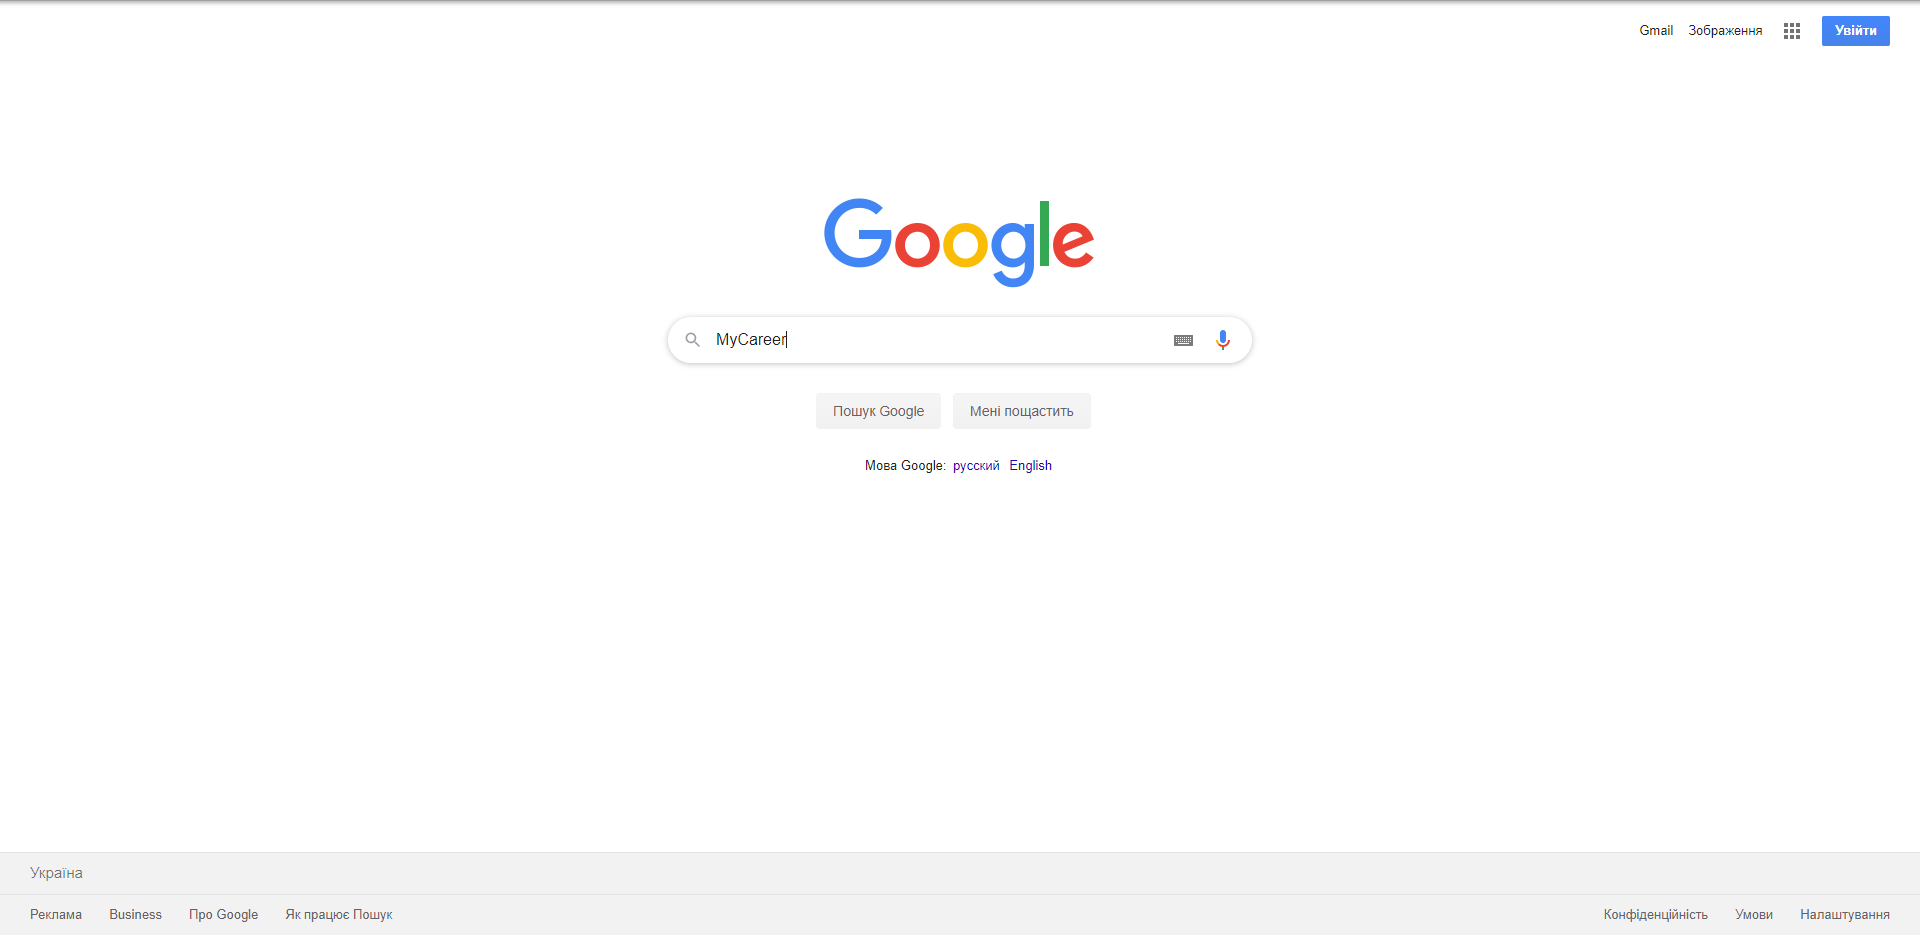 Gmail Зображення Увійти
Google
MyCareer
Пошук Google Мені пощастить
Мова Google: русский English
Україна
Реклама Business Про Google Як працює Пошук Конфіденційність Умови Налаштування